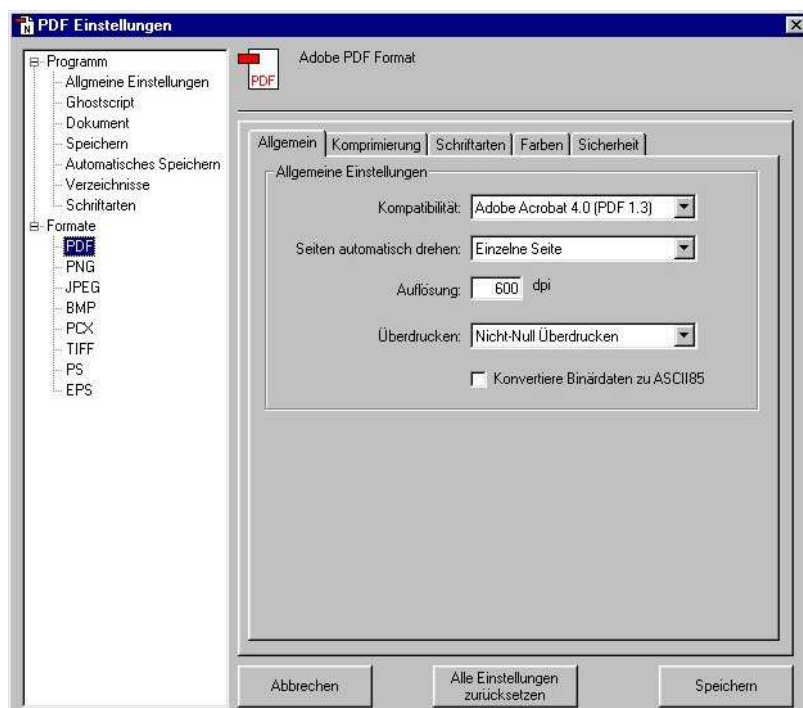 PDF Einstellungen
Programm
Allgmeine Einstellungen
Ghostscript
Dokument
Speichern
Automatisches Speichern
Verzeichnisse
Schriftarten
Formate
PDF
PNG
JPEG
BMP
PCX
TIFF
PS
EPS
PDF
Adobe PDF Format
Allgemein Komprimierung Schriftarten Farben Sicherheit
Allgemeine Einstellungen
Kompatibilität: Adobe Acrobat 4.0 (PDF 1.3)
Seiten automatisch drehen: Einzelne Seite
Auflösung: 600 dpi
Überdrucken: Nicht-Null Überdrucken
Konvertiere Binärdaten zu ASCII85
Abbrechen
Alle Einstellungen
zurücksetzen
Speichern